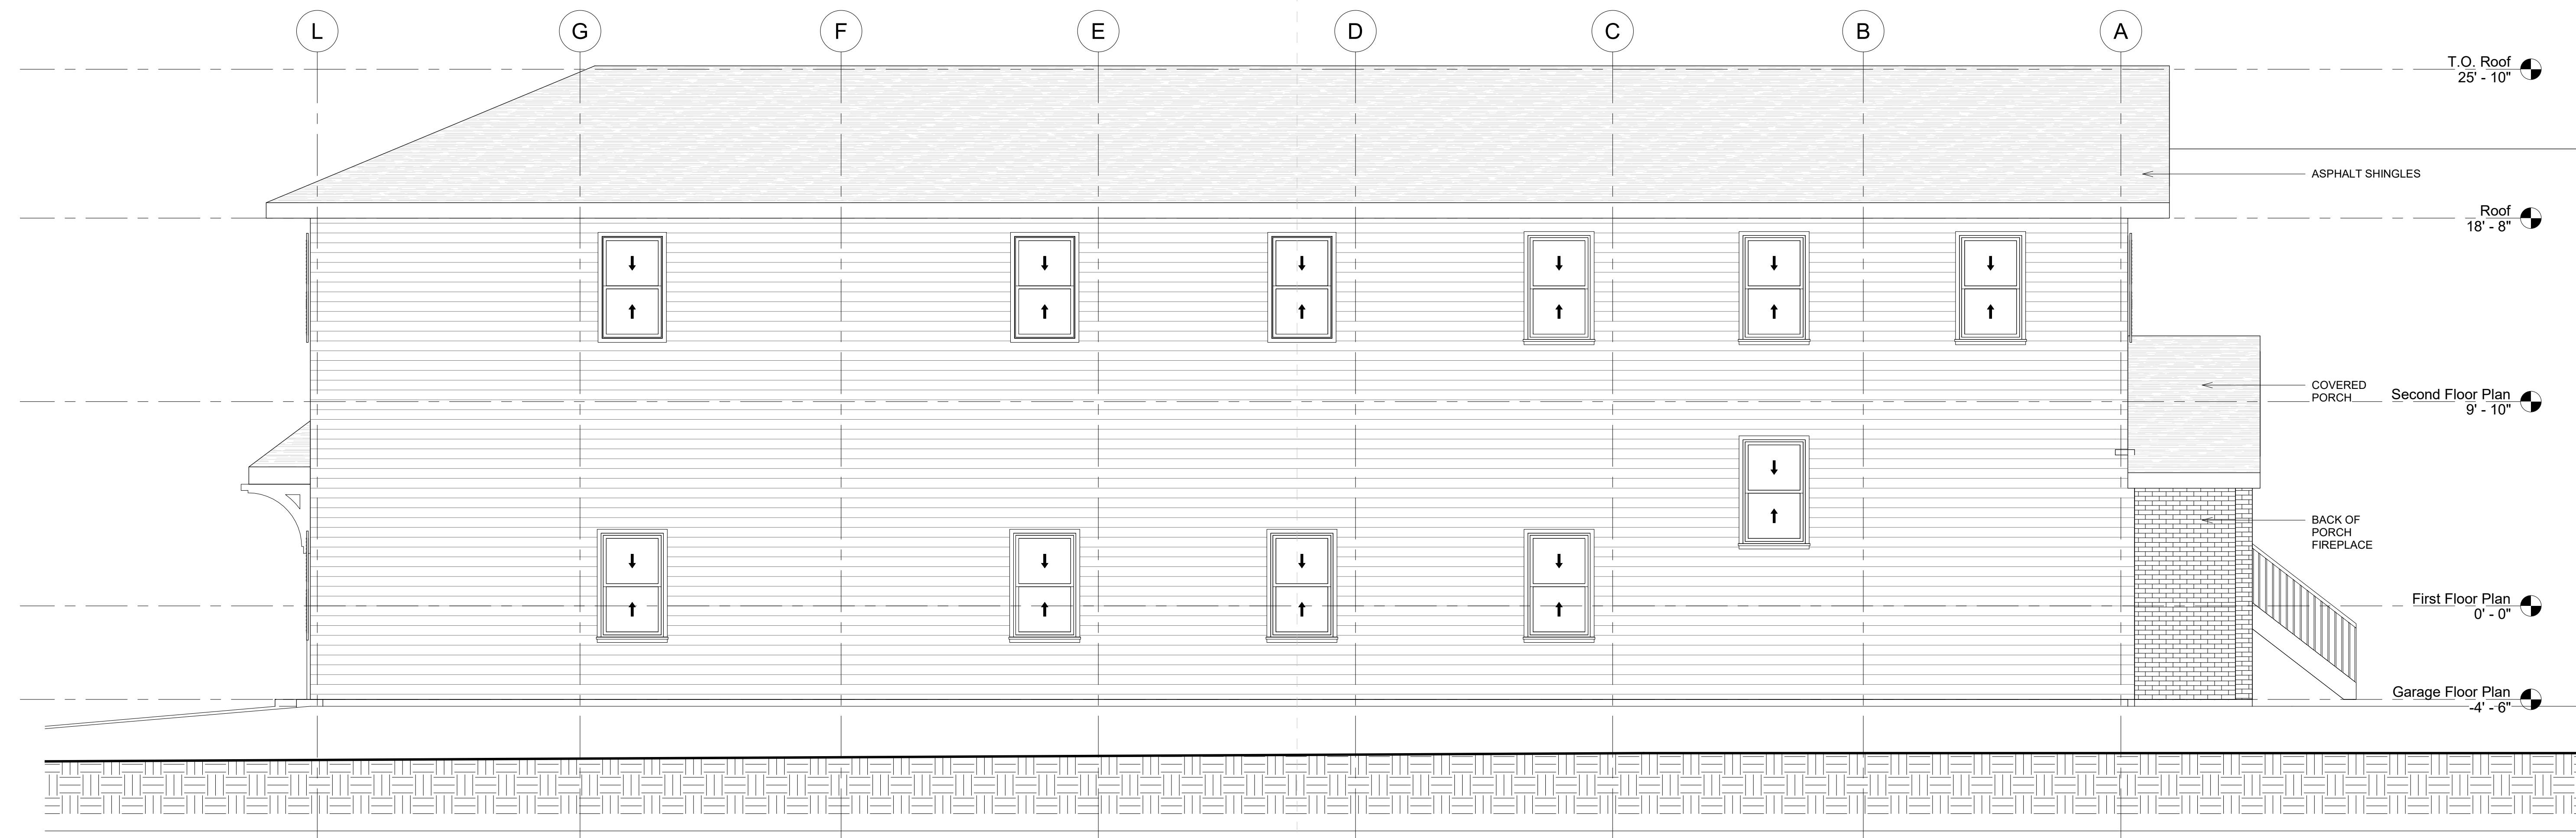 L
G
F
E
D
C
B
A
T.O. Roof
25' - 10"
ASPHALT SHINGLES
Roof
18' - 8"
COVERED
PORCH
Second Floor Plan
9' - 10"
BACK OF
PORCH
FIREPLACE
First Floor Plan
0' - 0"
Garage Floor Plan
-4' - 6"